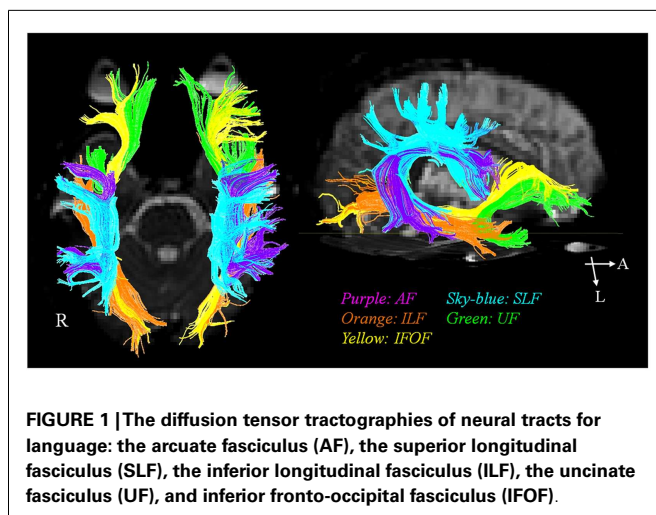 R
A
L
Purple: AF Sky-blue: SLF
Orange: ILF Green: UF
Yellow: IFOF
FIGURE 1 | The diffusion tensor tractographies of neural tracts for
language: the arcuate fasciculus (AF), the superior longitudinal
fasciculus (SLF), the inferior longitudinal fasciculus (ILF), the uncinate
fasciculus (UF), and inferior fronto-occipital fasciculus (IFOF).